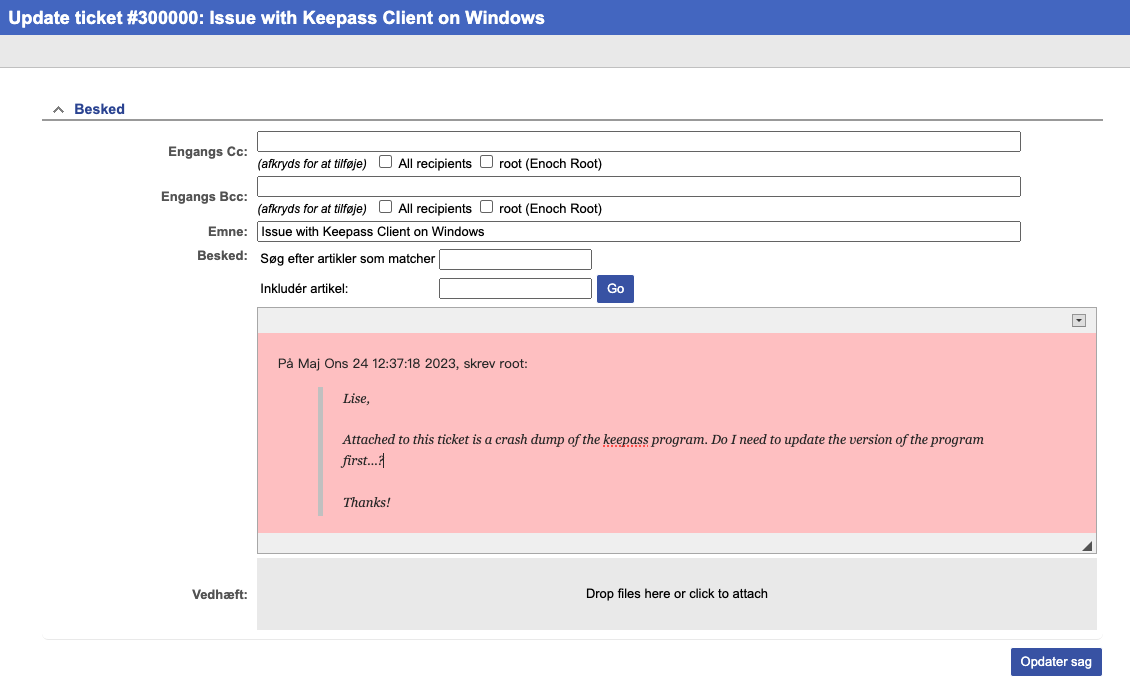 Update ticket #300000: Issue with Keepass Client on Windows
Besked
Engangs Cc:
(afkryds for at tilføje) All recipients root (Enoch Root)
Engangs Bcc:
(afkryds for at tilføje) All recipients root (Enoch Root)
Emne: Issue with Keepass Client on Windows
Besked: Søg efter artikler som matcher
Inkludér artikel: Go
På Maj Ons 24 12:37:18 2023, skrev root:
Lise,
Attached to this ticket is a crash dump of the keepass program. Do I need to update the version of the program
first...?
Thanks!
Vedhæft: Drop files here or click to attach
Opdater sag